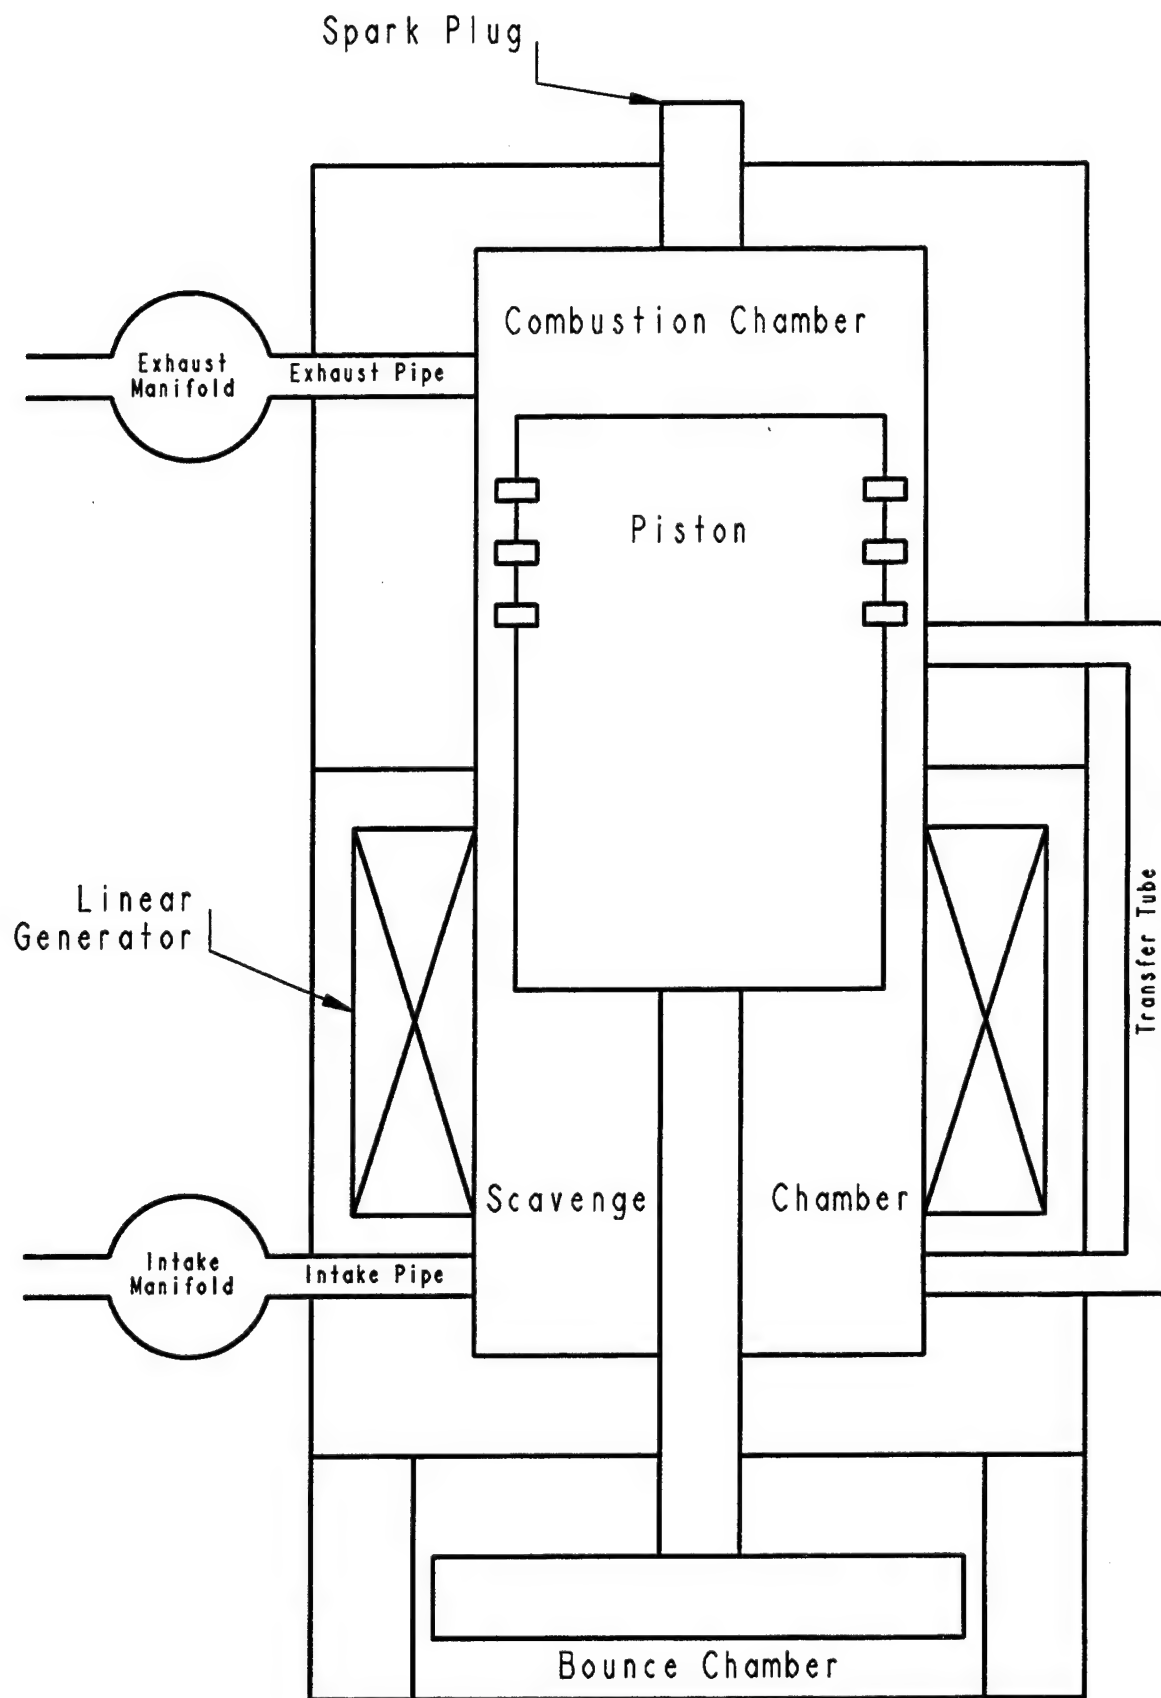 Spark Plug
Combustion Chamber
Exhaust
Manifold
Exhaust Pipe
Piston
Linear
Generator
Transfer Tube
Scavenge Chamber
Intake
Manifold
Intake Pipe
Bounce Chamber